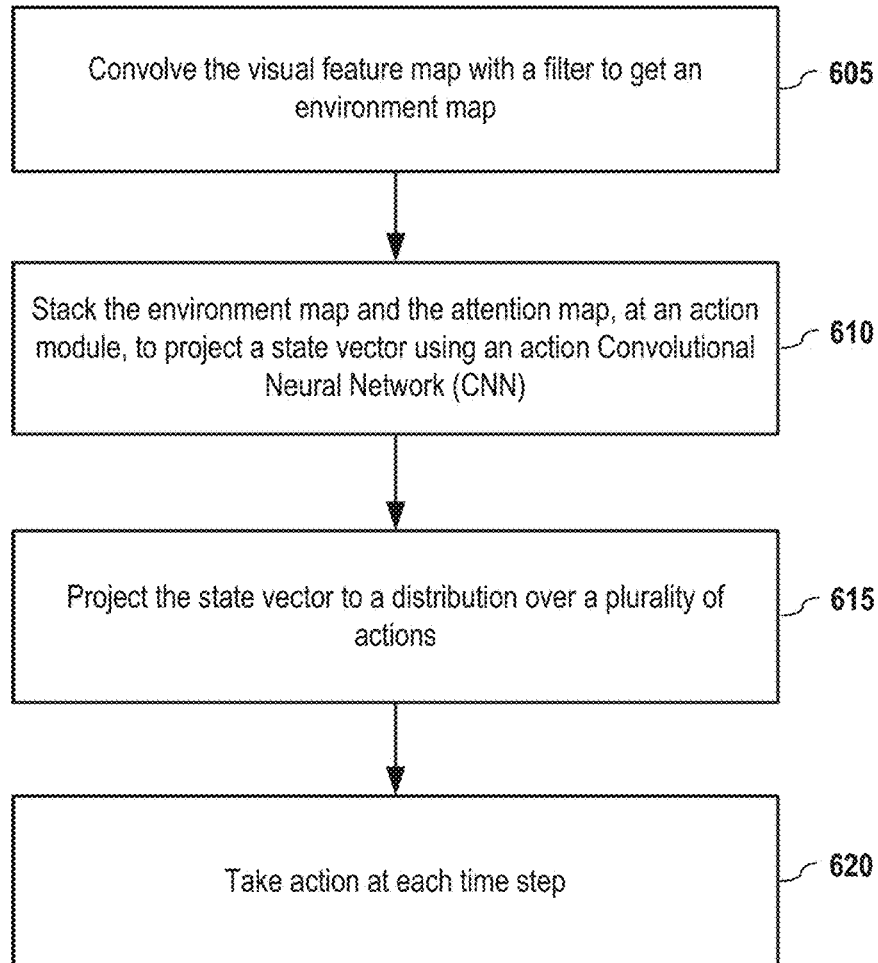 Convolve the visual feature map with a filter to get an
environment map
605
Stack the environment map and the attention map, at an action
module, to project a state vector using an action Convolutional
Neural Network (CNN)
610
Project the state vector to a distribution over a plurality of
actions
615
Take action at each time step
620